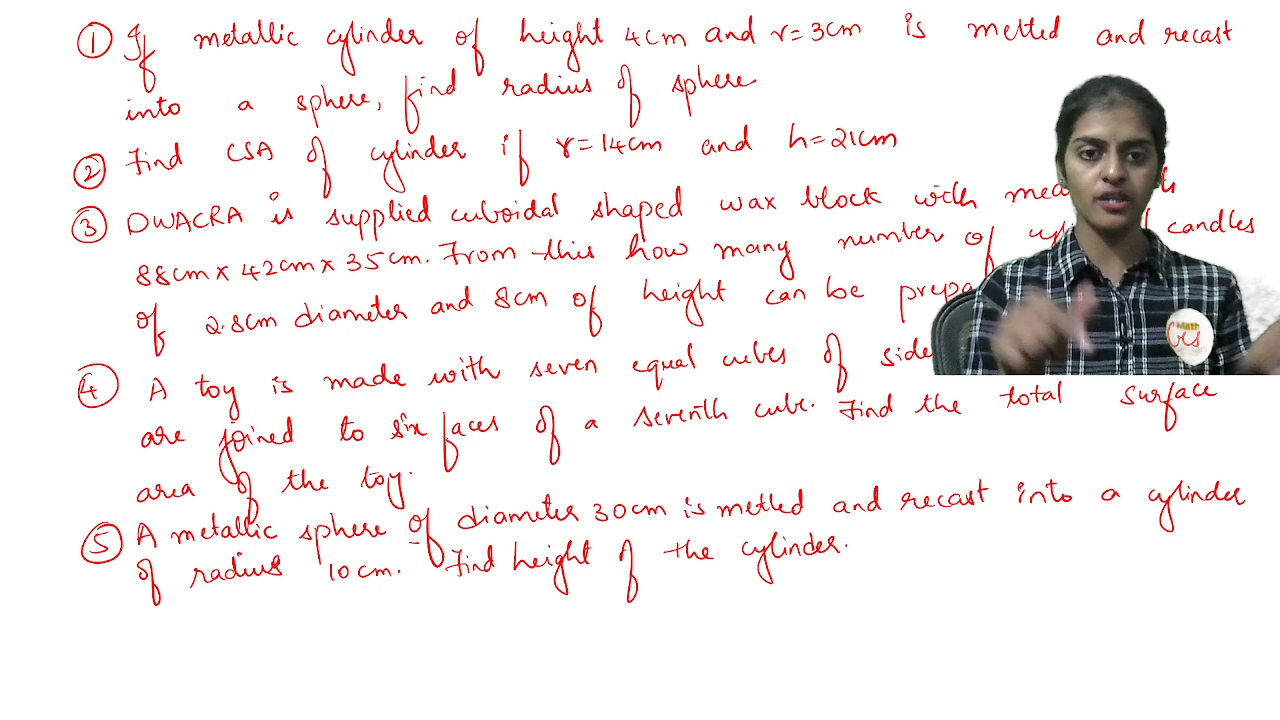 ① If metallic cylinder of height 4cm and r=3cm is melted and recast
into a sphere, find radius of sphere
② Find CSA of cylinder if r=14cm and h=21cm
③ DWACRA is supplied cuboidal shaped wax block with
88cm x 42cm x 35cm. From this how many number of candles
of 2.8cm diameter and 8cm of height can be
④ A toy is made with seven equal cubes of side
are joined to six faces of a seventh cube. Find the total surface
area of the toy.
⑤ A metallic sphere of diameter 30cm is melted and recast into a cylinder
of radius 10cm. Find height of the cylinder.
Math